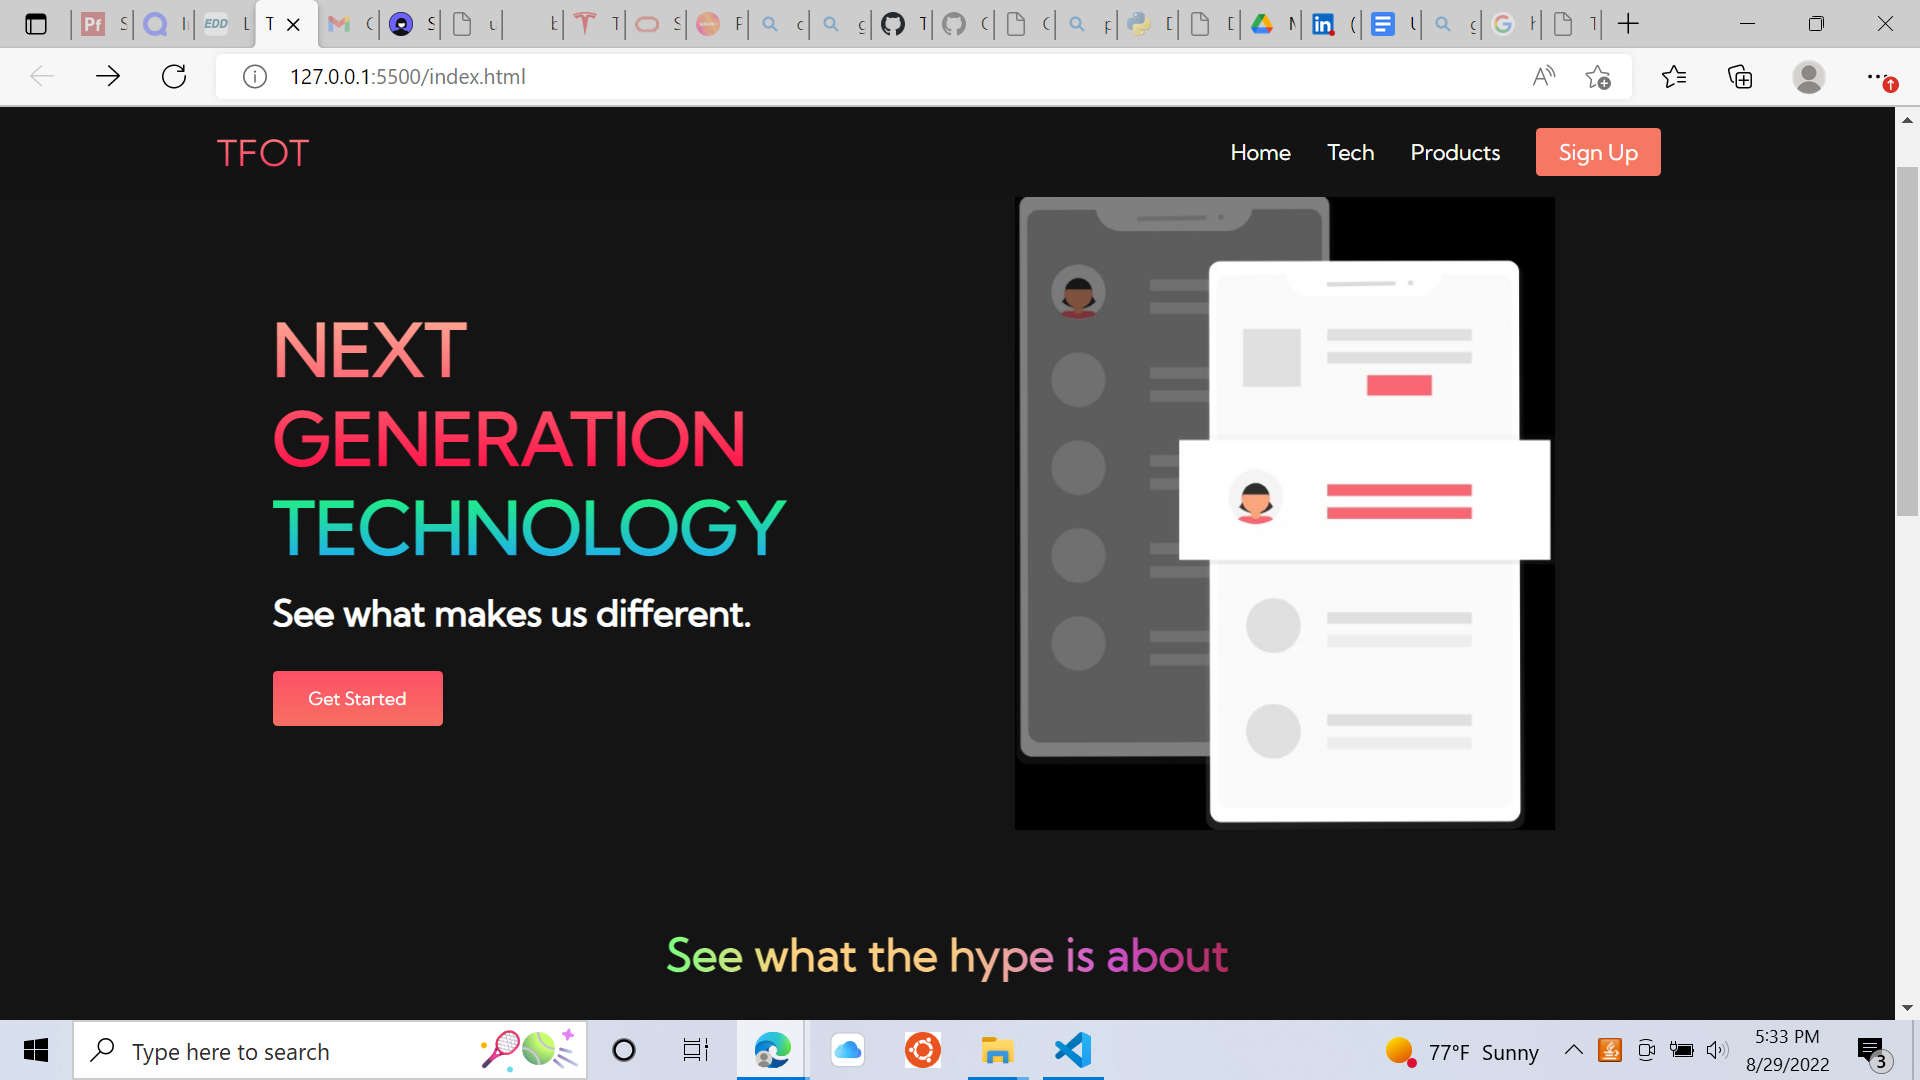 127.0.0.1:5500/index.html
TFOT
Home
Tech
Products
Sign Up
NEXT
GENERATION
TECHNOLOGY
See what makes us different.
Get Started
See what the hype is about
Type here to search
77°F Sunny
5:33 PM
8/29/2022
3